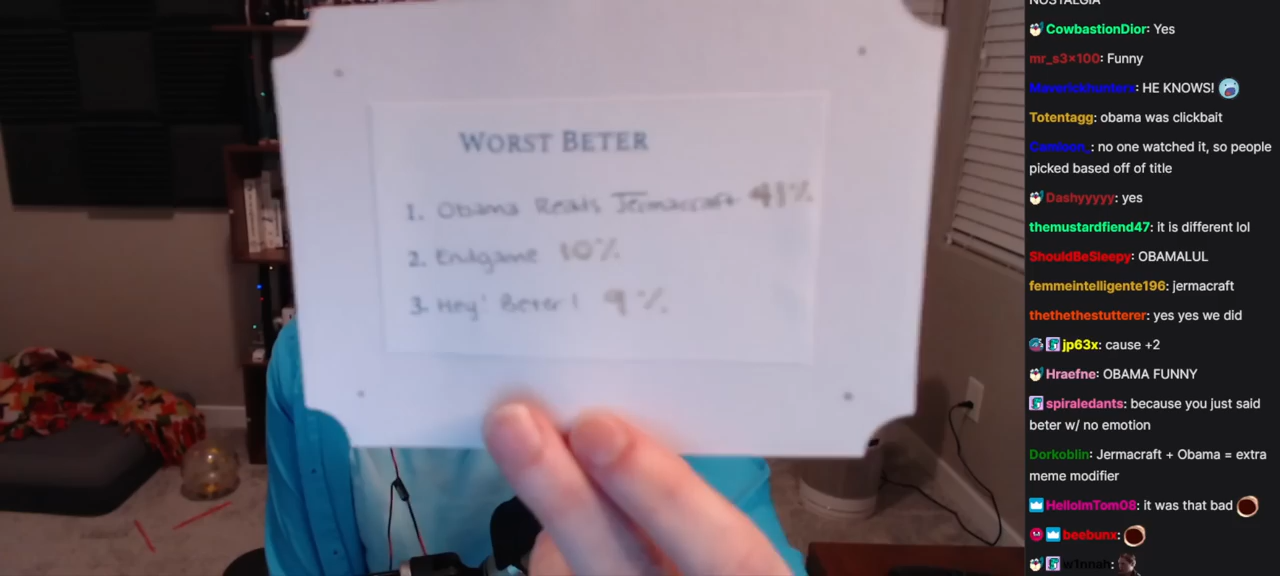 WORST BETER
1. Obama Reads Jermacraft 41%
2. Endgame 10%
3. Hey! Beter! 9%
NOSTALGIA
CowbastionDior: Yes
mr_s3x100: Funny
Maverickhunterx: HE KNOWS!
Totentagg: obama was clickbait
no one watched it, so people
picked based off of title
Dashyyyyy: yes
themustardfiend47: it is different lol
ShouldBeSleepy: OBAMALUL
femmeintelligente196: jermacraft
thethethestutterer: yes yes we did
jp63x: cause +2
Hraefne: OBAMA FUNNY
spiraledants: because you just said
beter w/ no emotion
Dorkoblin: Jermacraft + Obama = extra
meme modifier
HelloImTom08: it was that bad
beebunx:
w1nnah: